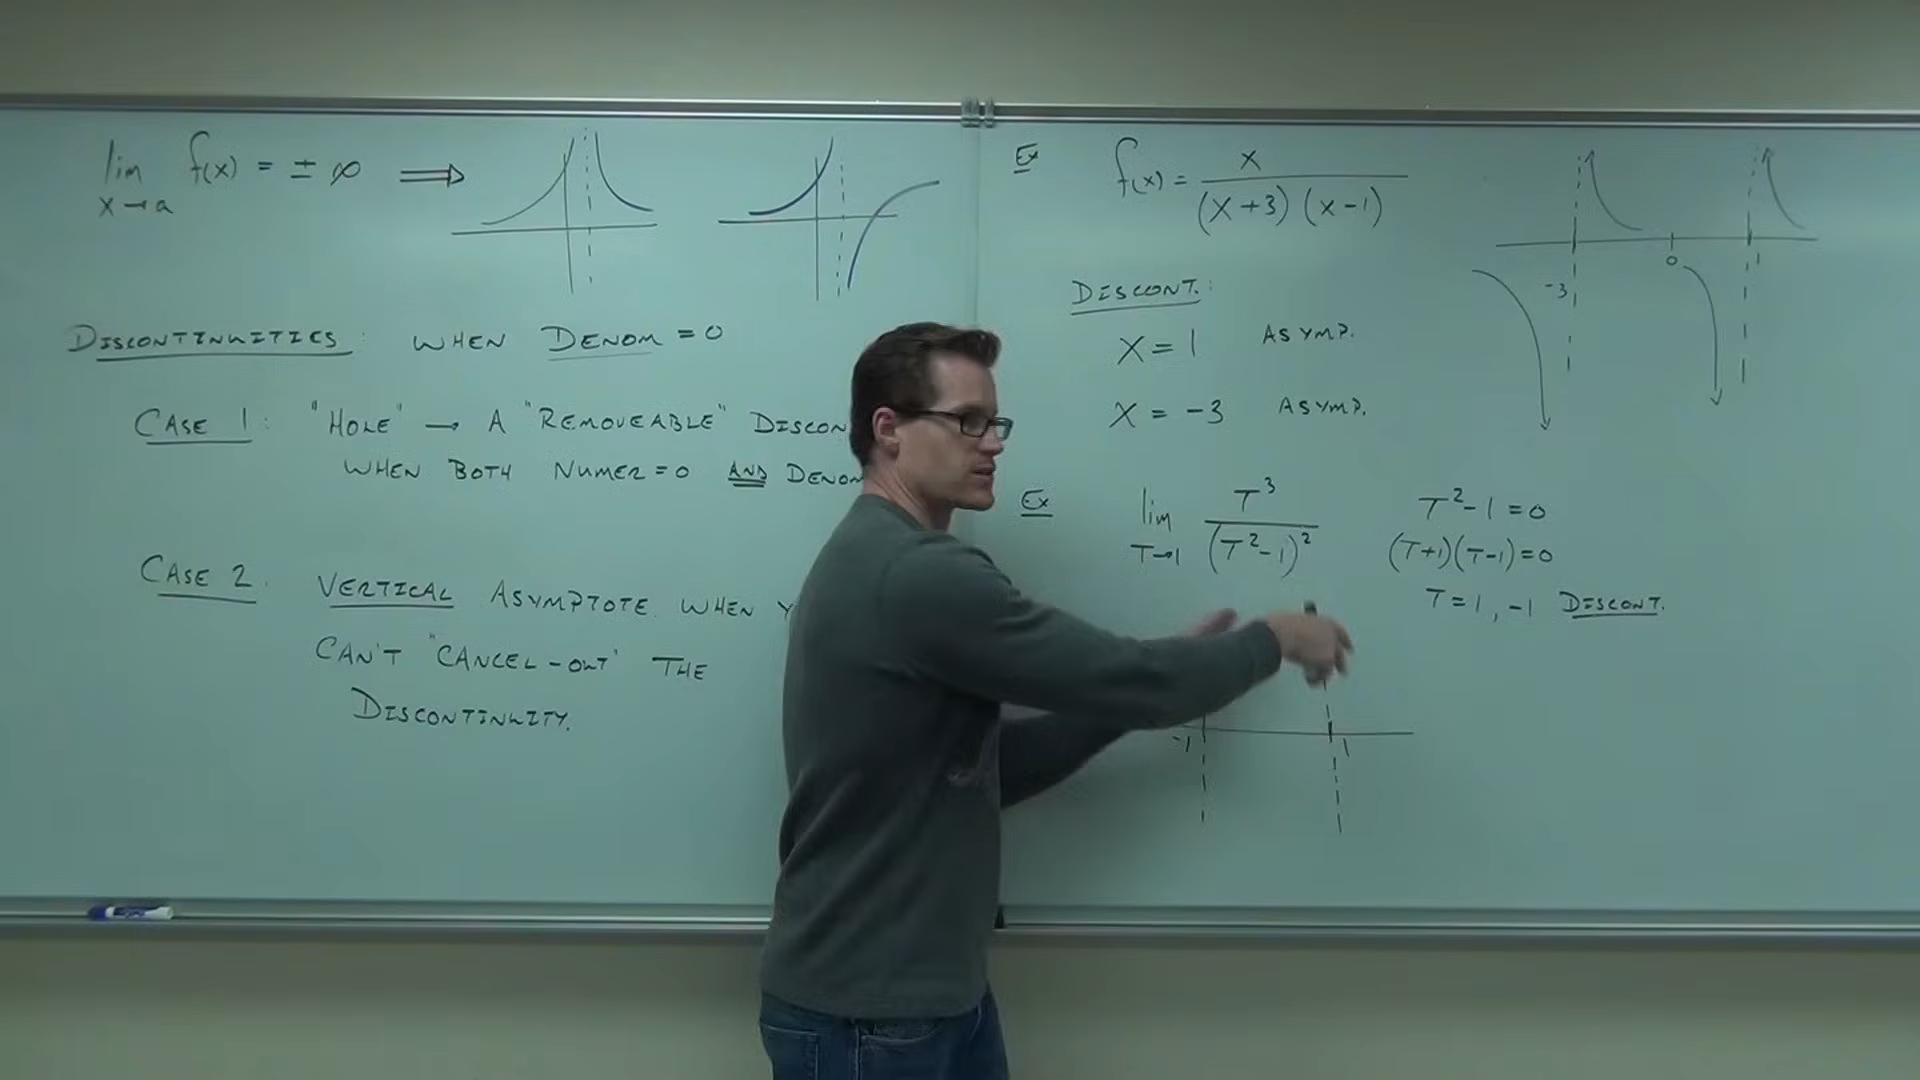 lim f(x) = ± ∞ ⟹
x→a
DISCONTINUITIES: WHEN DENOM = 0
CASE 1: "HOLE" → A "REMOVEABLE" DISCON
WHEN BOTH NUMER = 0 AND DENOM
CASE 2. VERTICAL ASYMPTOTE WHEN Y
CAN'T "CANCEL-OUT" THE
DISCONTINUITY.
Ex f(x) = x
(x+3)(x-1)
-3 0 1
DISCONT.:
x = 1 ASYMP.
x = -3 ASYMP.
Ex lim T³
T→1 (T²-1)²
T²-1=0
(T+1)(T-1)=0
T=1, -1 DISCONT.
-1 1